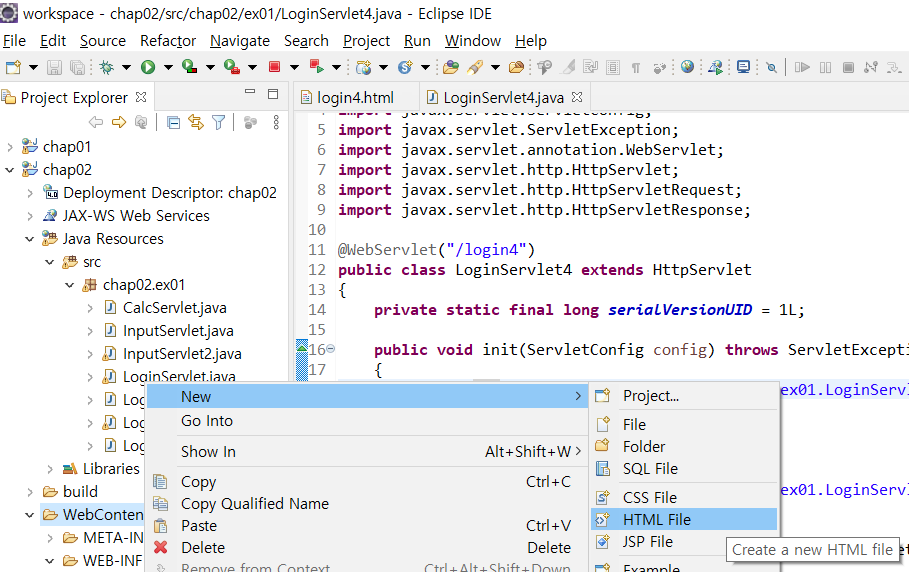 workspace - chap02/src/chap02/ex01/LoginServlet4.java - Eclipse IDE
File Edit Source Refactor Navigate Search Project Run Window Help
Project Explorer
login4.html
LoginServlet4.java
chap01
chap02
Deployment Descriptor: chap02
JAX-WS Web Services
Java Resources
src
chap02.ex01
CalcServlet.java
InputServlet.java
InputServlet2.java
LoginServlet.java
Log
Log
Log
Libraries
build
WebConten
META-IN
WEB-INF
4 import javax.servlet.ServletConfig;
5 import javax.servlet.ServletException;
6 import javax.servlet.annotation.WebServlet;
7 import javax.servlet.http.HttpServlet;
8 import javax.servlet.http.HttpServletRequest;
9 import javax.servlet.http.HttpServletResponse;
10
11 @WebServlet("/login4")
12 public class LoginServlet4 extends HttpServlet
13 {
14 private static final long serialVersionUID = 1L;
15
16 public void init(ServletConfig config) throws ServletExcepti
17 {
ex01.LoginServl
ex01.LoginServl
New
Go Into
Show In Alt+Shift+W
Copy Ctrl+C
Copy Qualified Name
Paste Ctrl+V
Delete Delete
Remove from Context Ctrl+Alt+Shift+Down
Project...
File
Folder
SQL File
CSS File
HTML File
JSP File
Example...
Create a new HTML file